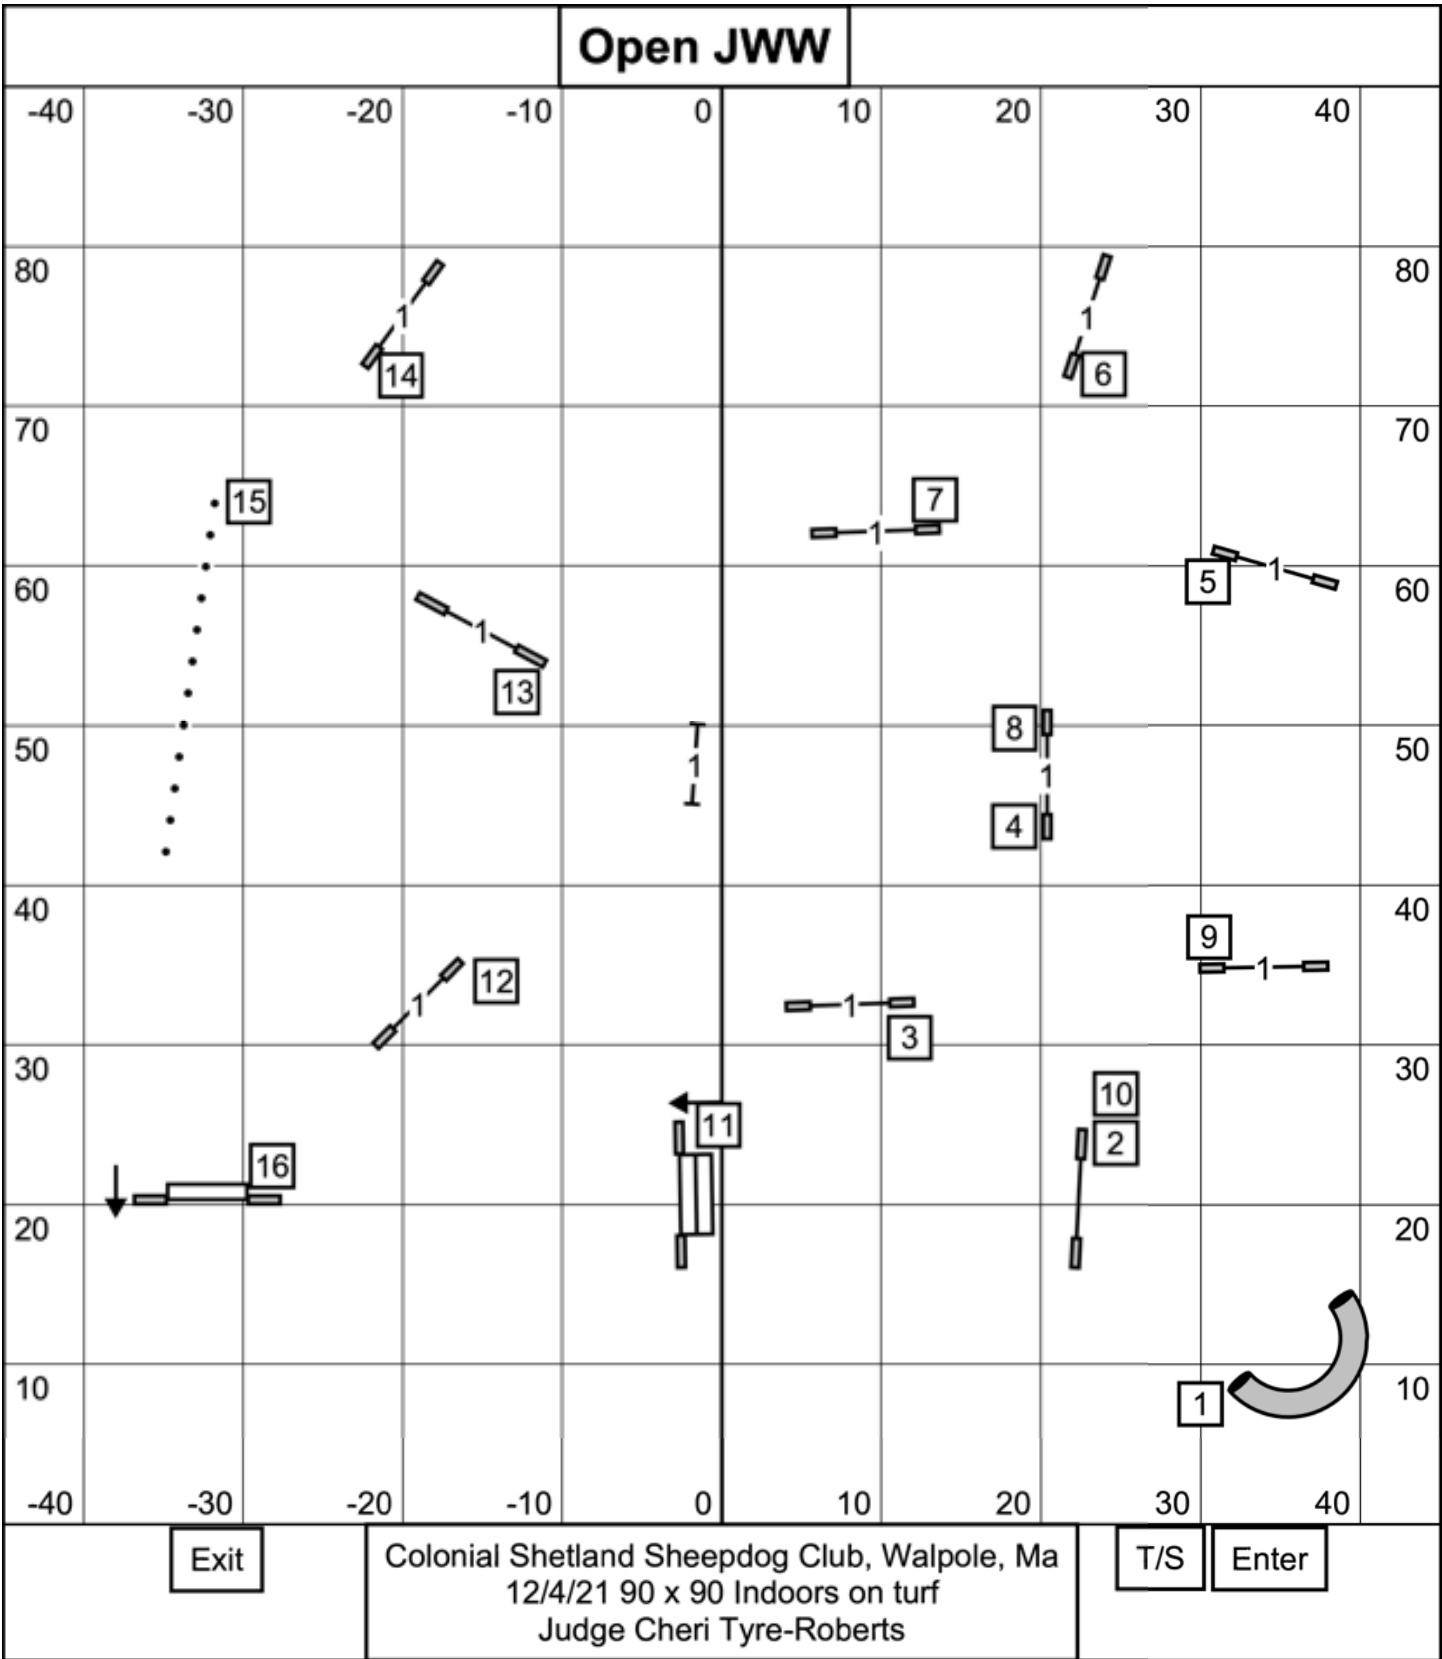 Open JWW
-40 -30 -20 -10 0 10 20 30 40
80 1 1 80
14 6
70 70
15 7
1 1
60 5 60
1
13
8
50 1 1 50
4
40 9 40
12 1
1 1
3
30 10 30
11 2
16
20 20
10 1 10
-40 -30 -20 -10 0 10 20 30 40
Exit
Colonial Shetland Sheepdog Club, Walpole, Ma
12/4/21 90 x 90 Indoors on turf
Judge Cheri Tyre-Roberts
T/S Enter